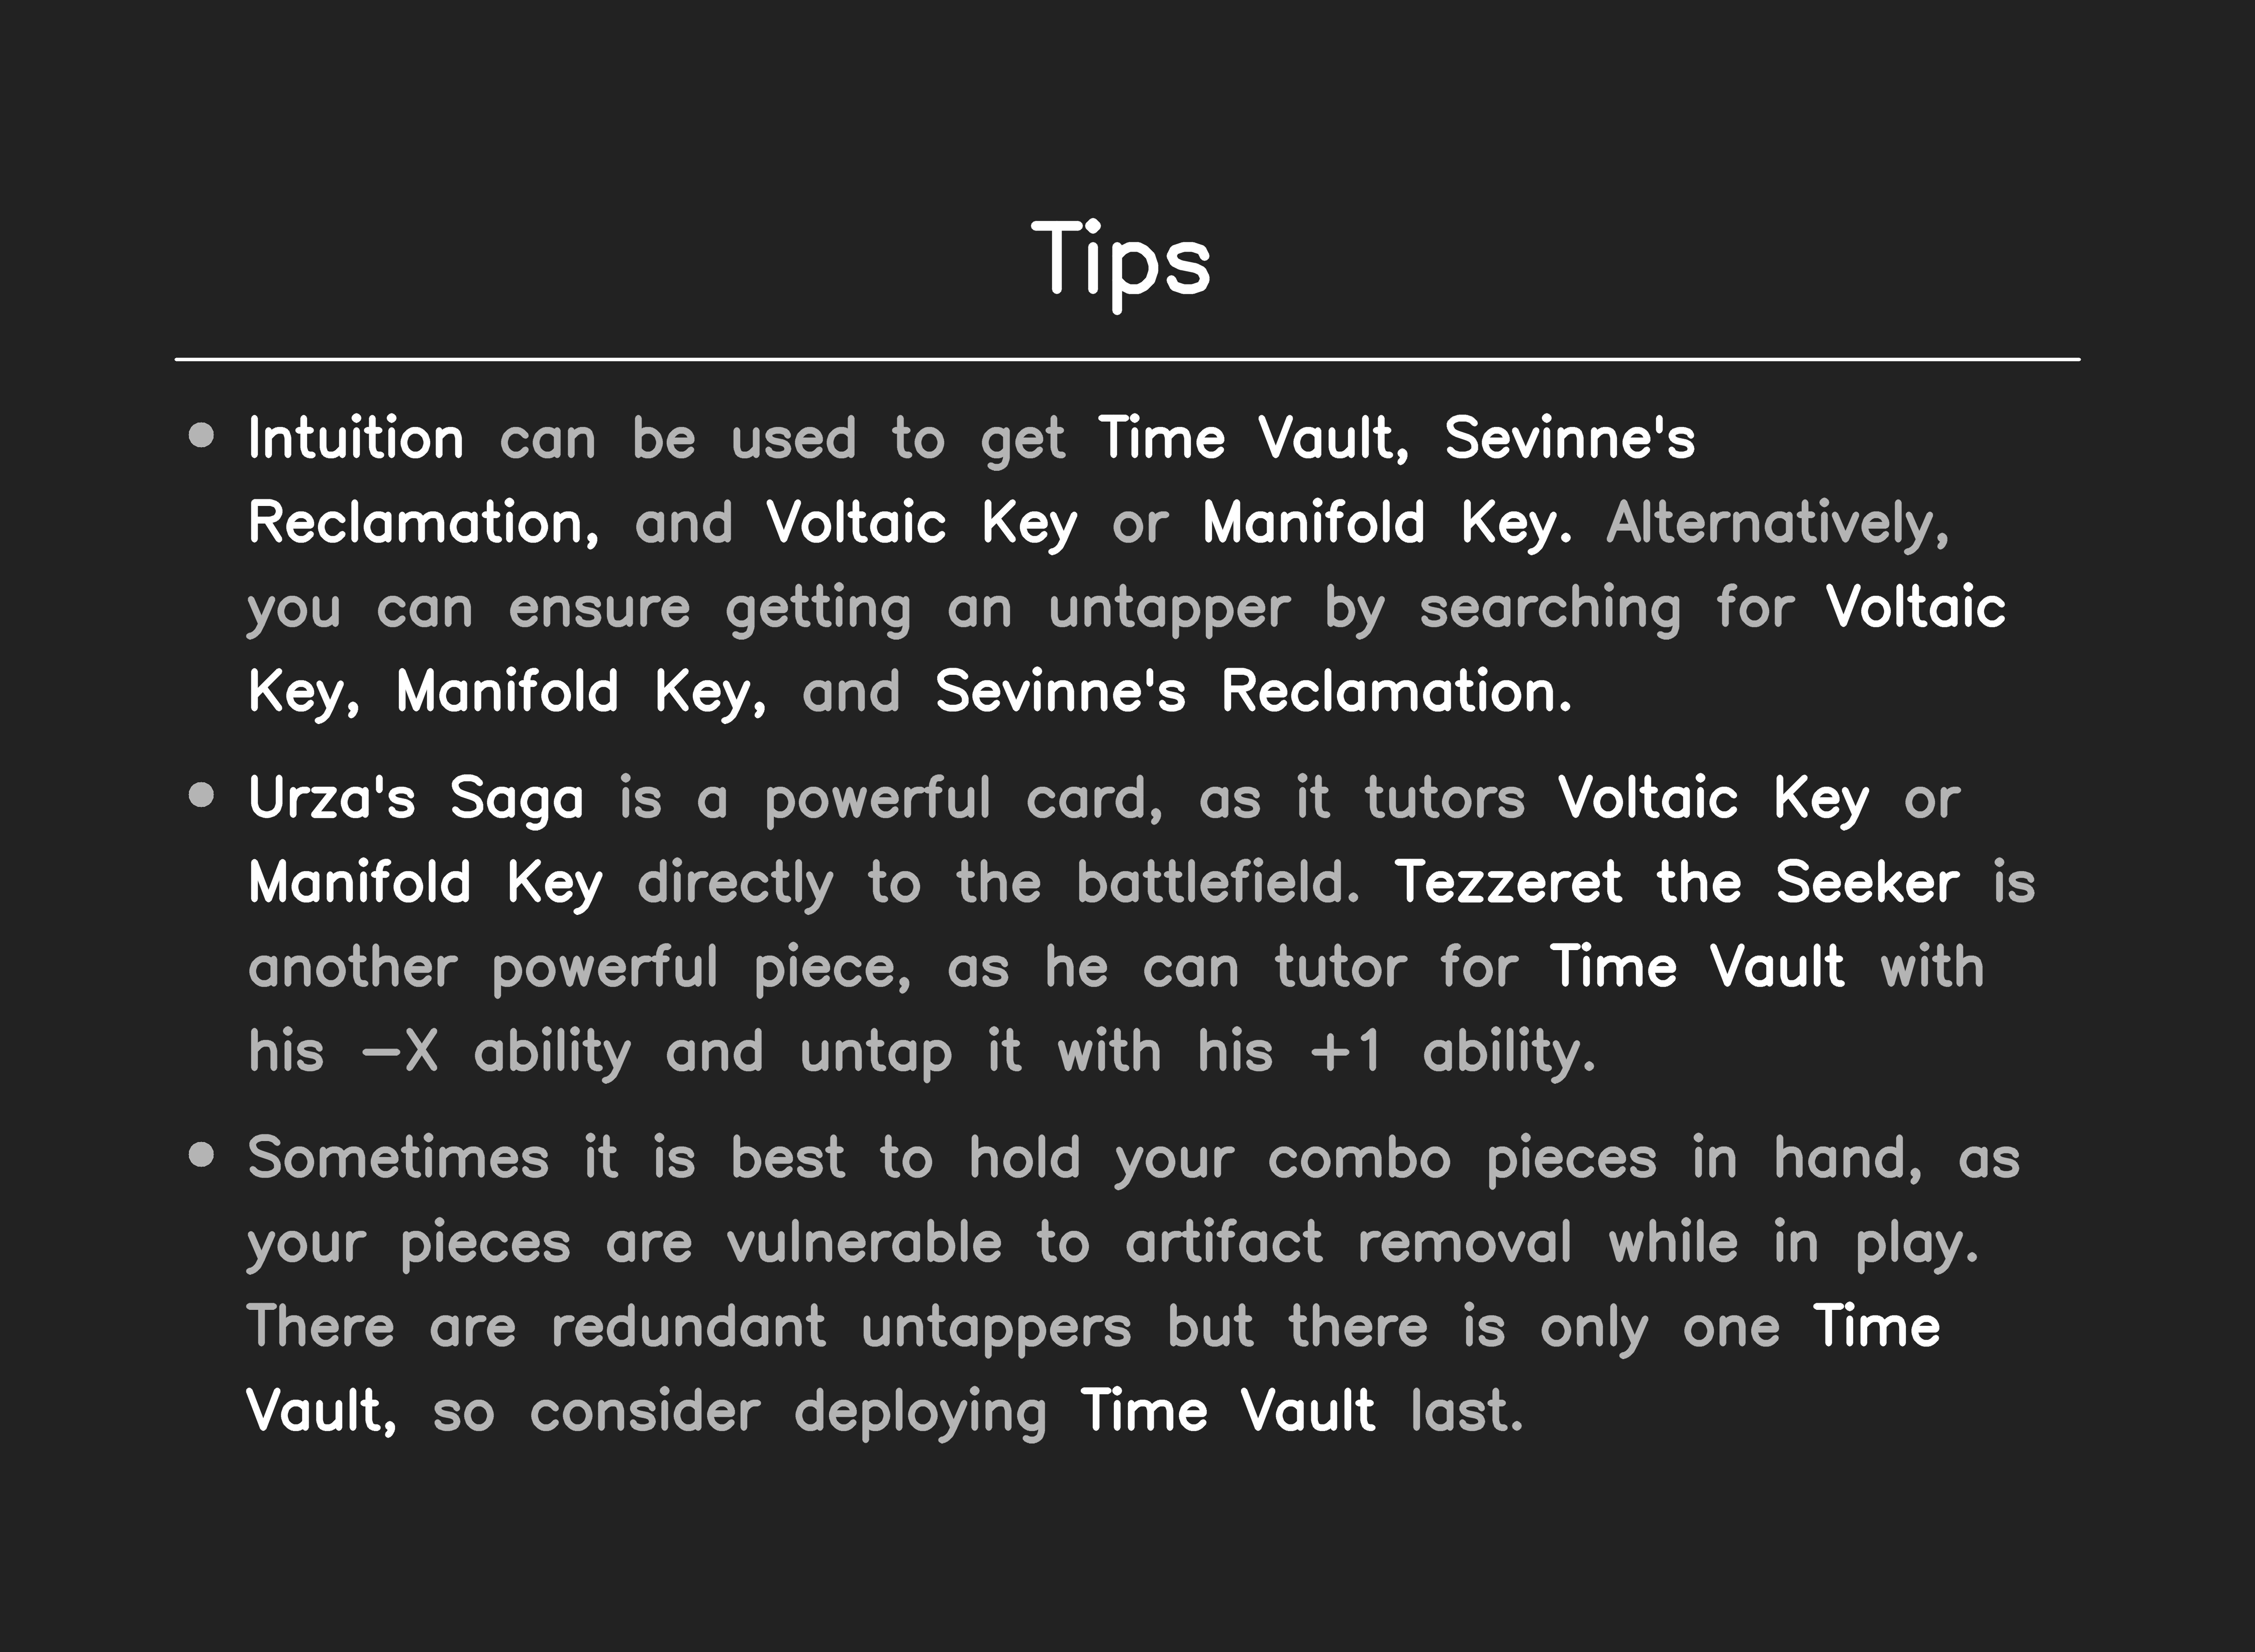 Tips
• Intuition can be used to get Time Vault, Sevinne's
Reclamation, and Voltaic Key or Manifold Key. Alternatively,
you can ensure getting an untapper by searching for Voltaic
Key, Manifold Key, and Sevinne's Reclamation.
• Urza's Saga is a powerful card, as it tutors Voltaic Key or
Manifold Key directly to the battlefield. Tezzeret the Seeker is
another powerful piece, as he can tutor for Time Vault with
his −X ability and untap it with his +1 ability.
• Sometimes it is best to hold your combo pieces in hand, as
your pieces are vulnerable to artifact removal while in play.
There are redundant untappers but there is only one Time
Vault, so consider deploying Time Vault last.